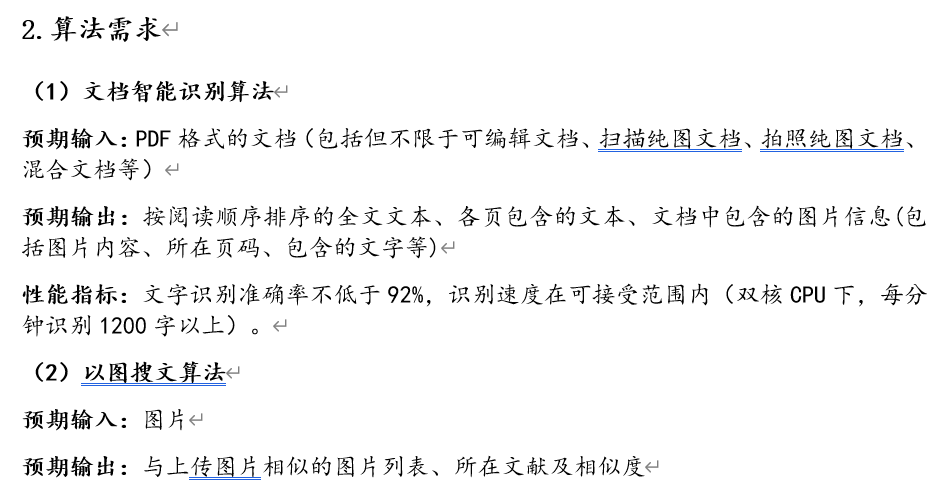 2.算法需求↵
（1）文档智能识别算法↵
预期输入：PDF 格式的文档（包括但不限于可编辑文档、扫描纯图文档、拍照纯图文档、
混合文档等）↵
预期输出：按阅读顺序排序的全文文本、各页包含的文本、文档中包含的图片信息(包
括图片内容、所在页码、包含的文字等)↵
性能指标：文字识别准确率不低于 92%，识别速度在可接受范围内（双核 CPU 下，每分
钟识别 1200 字以上）。↵
（2）以图搜文算法↵
预期输入：图片↵
预期输出：与上传图片相似的图片列表、所在文献及相似度↵